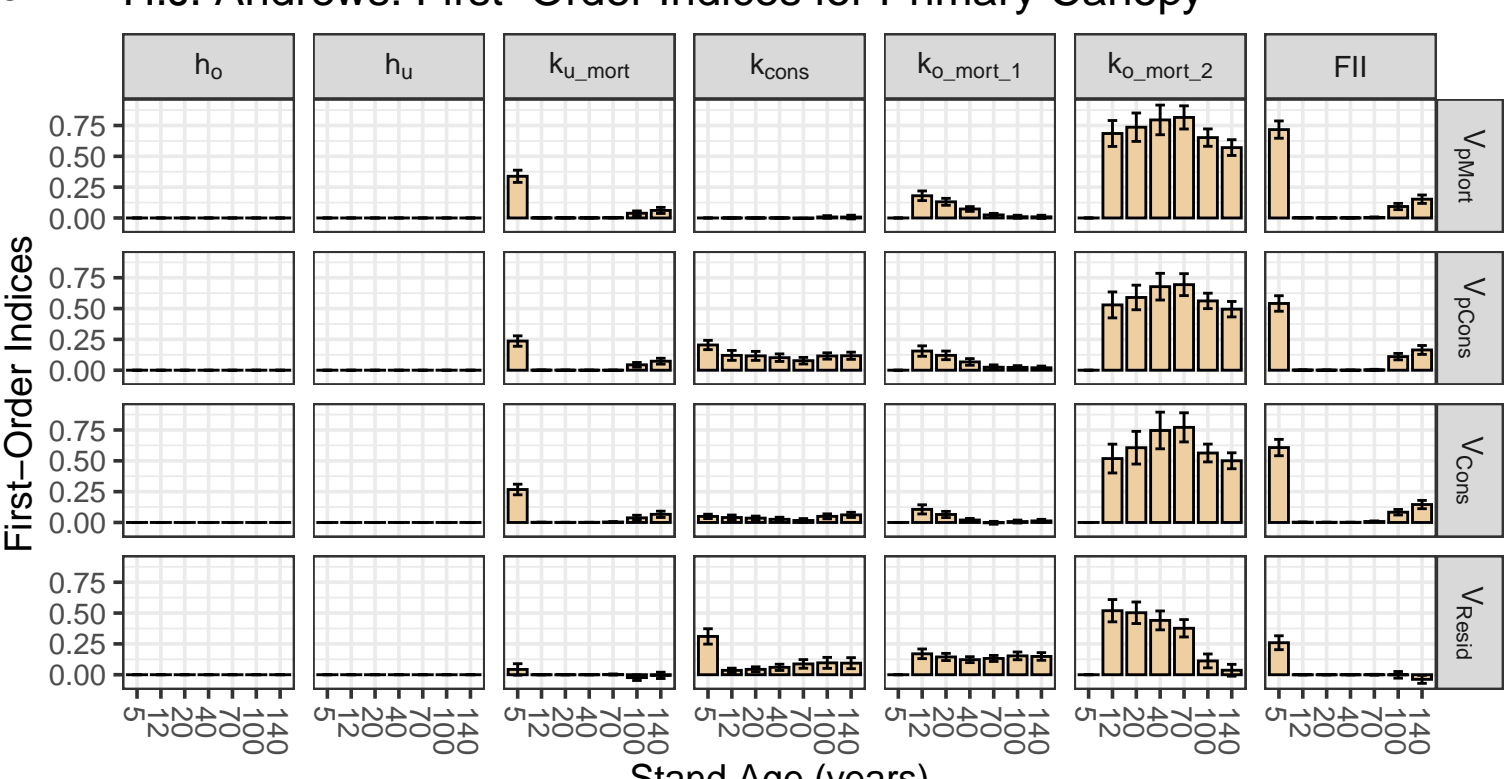 H.J. Andrews: First−Order Indices for Primary Canopy
h_o h_u k_u_mort k_cons k_o_mort_1 k_o_mort_2 FII
First−Order Indices
0.75
0.50
0.25
0.00
V_pMort
0.75
0.50
0.25
0.00
V_pCons
0.75
0.50
0.25
0.00
V_Cons
0.75
0.50
0.25
0.00
V_Resid
5 12 20 40 70 100 140 5 12 20 40 70 100 140 5 12 20 40 70 100 140 5 12 20 40 70 100 140 5 12 20 40 70 100 140 5 12 20 40 70 100 140 5 12 20 40 70 100 140
Stand Age (years)